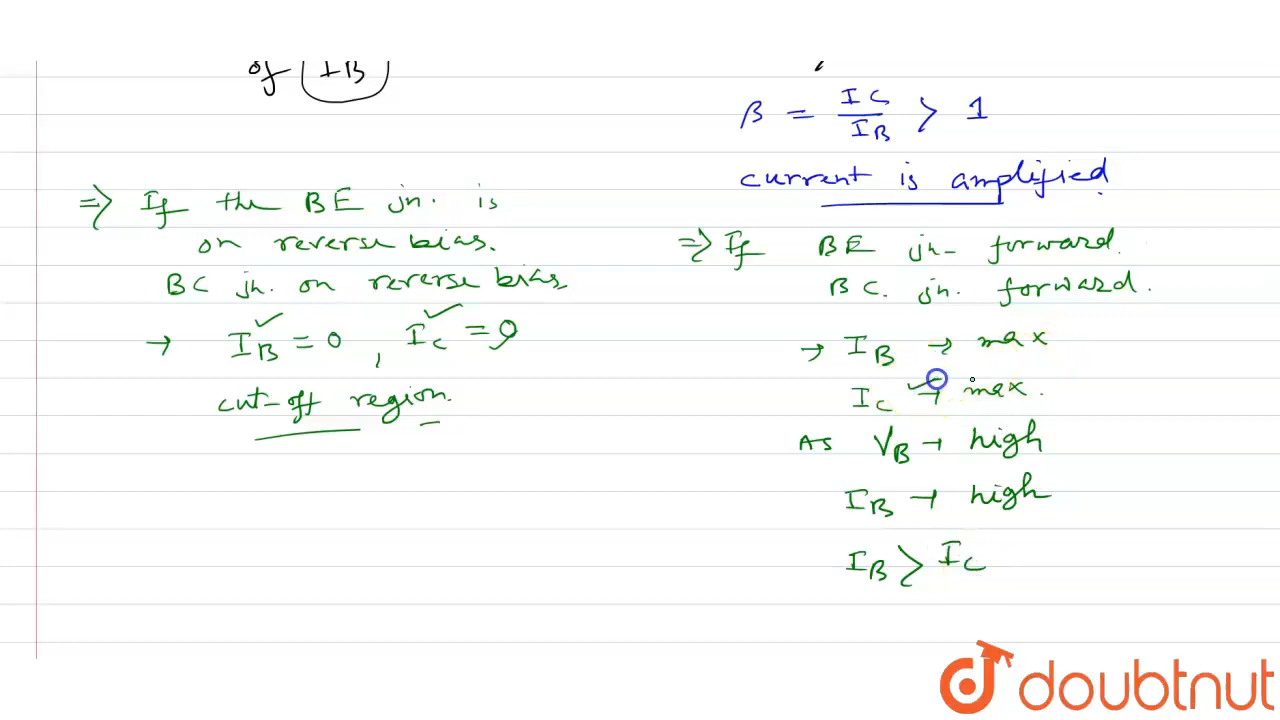 of IB
⇒ If the BE jn. is
on reverse bias.
BC jn. on reverse bias
→ IB = 0, IC = 0
cut-off region.
β = IC/IB > 1
current is amplified.
⇒ If BE jn- forward.
BC. jn. forward.
→ IB → max
IC → max.
As VB → high
IB → high
IB > IC
doubtnut